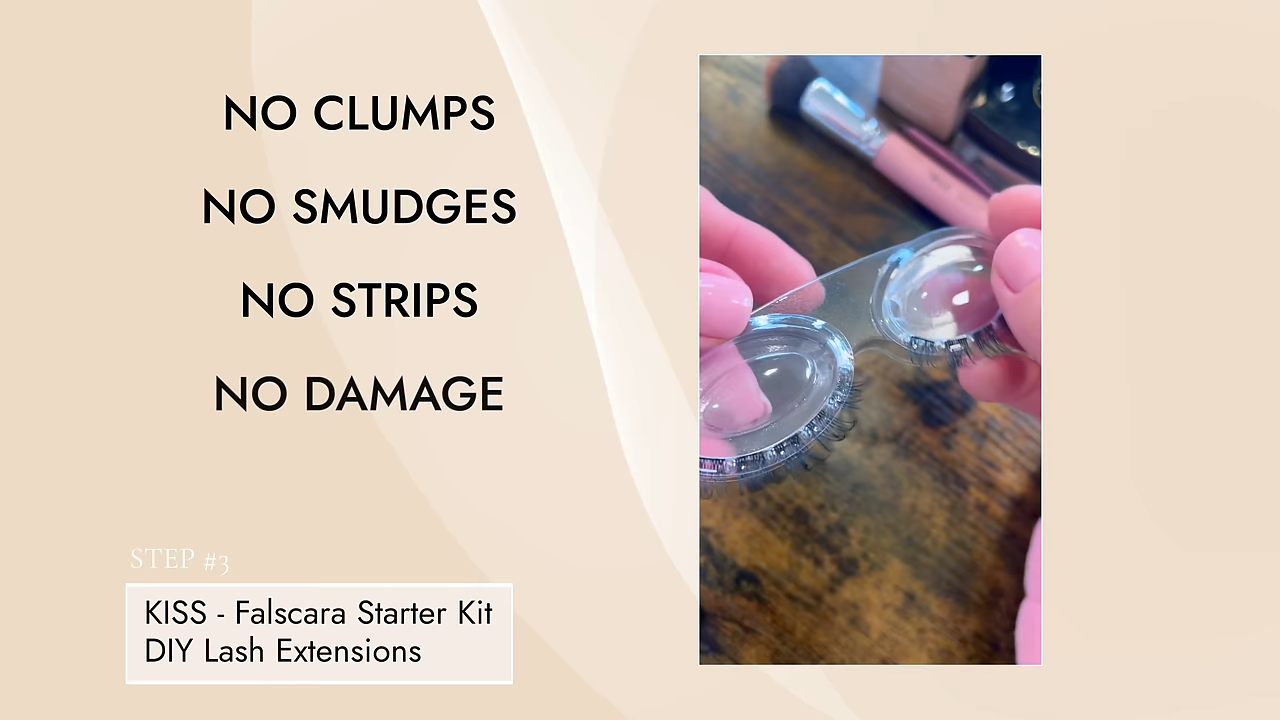 NO CLUMPS
NO SMUDGES
NO STRIPS
NO DAMAGE
STEP #3
KISS - Falscara Starter Kit
DIY Lash Extensions